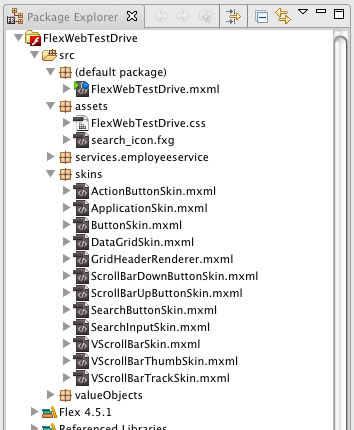 Package Explorer
FlexWebTestDrive
src
(default package)
FlexWebTestDrive.mxml
assets
FlexWebTestDrive.css
search_icon.fxg
services.employeeservice
skins
ActionButtonSkin.mxml
ApplicationSkin.mxml
ButtonSkin.mxml
DataGridSkin.mxml
GridHeaderRenderer.mxml
ScrollBarDownButtonSkin.mxml
ScrollBarUpButtonSkin.mxml
SearchButtonSkin.mxml
SearchInputSkin.mxml
VScrollBarSkin.mxml
VScrollBarThumbSkin.mxml
VScrollBarTrackSkin.mxml
valueObjects
Flex 4.5.1
Referenced Libraries